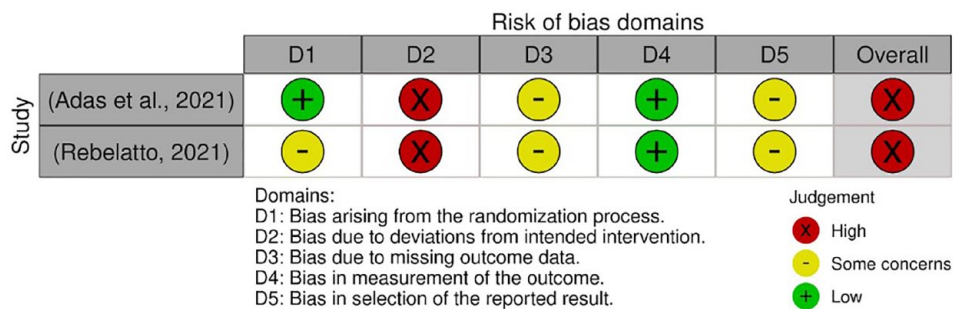 Risk of bias domains
D1 D2 D3 D4 D5 Overall
Study
(Adas et al., 2021) + X - + - X
(Rebelatto, 2021) - X - + - X
Domains:
D1: Bias arising from the randomization process.
D2: Bias due to deviations from intended intervention.
D3: Bias due to missing outcome data.
D4: Bias in measurement of the outcome.
D5: Bias in selection of the reported result.
Judgement
X High
- Some concerns
+ Low